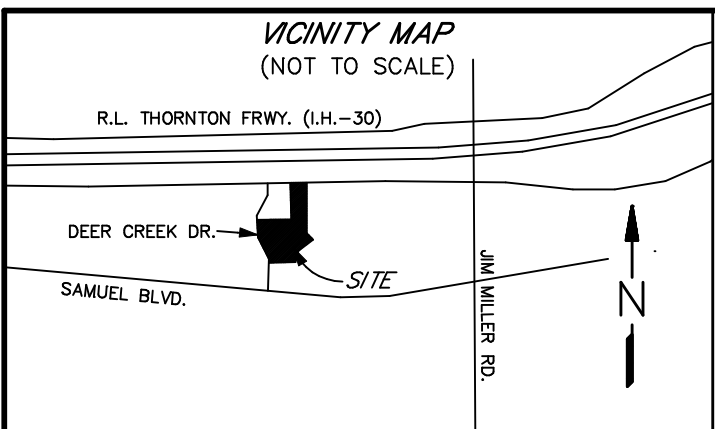 VICINITY MAP
(NOT TO SCALE)
R.L. THORNTON FRWY. (I.H.-30)
DEER CREEK DR.
SITE
SAMUEL BLVD.
JIM MILLER RD.
N